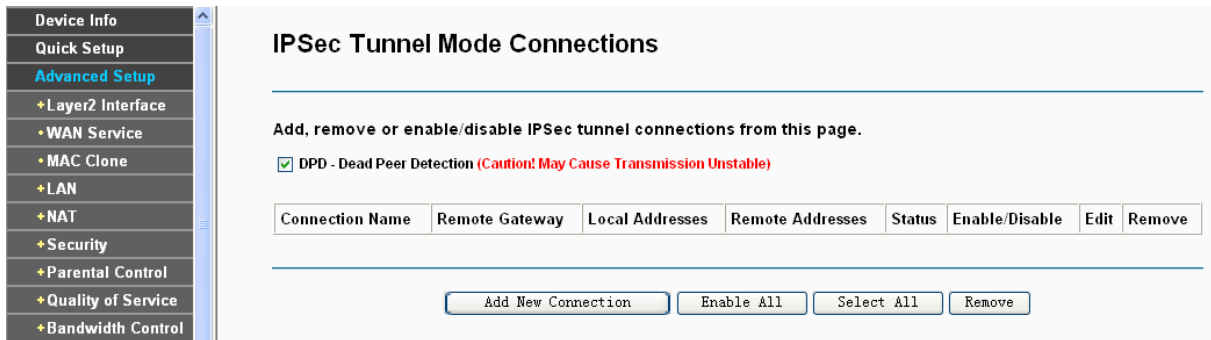 Device Info
Quick Setup
Advanced Setup
+Layer2 Interface
•WAN Service
•MAC Clone
+LAN
+NAT
+Security
+Parental Control
+Quality of Service
+Bandwidth Control
IPSec Tunnel Mode Connections
Add, remove or enable/disable IPSec tunnel connections from this page.
DPD - Dead Peer Detection (Caution! May Cause Transmission Unstable)
Connection Name Remote Gateway Local Addresses Remote Addresses Status Enable/Disable Edit Remove
Add New Connection Enable All Select All Remove